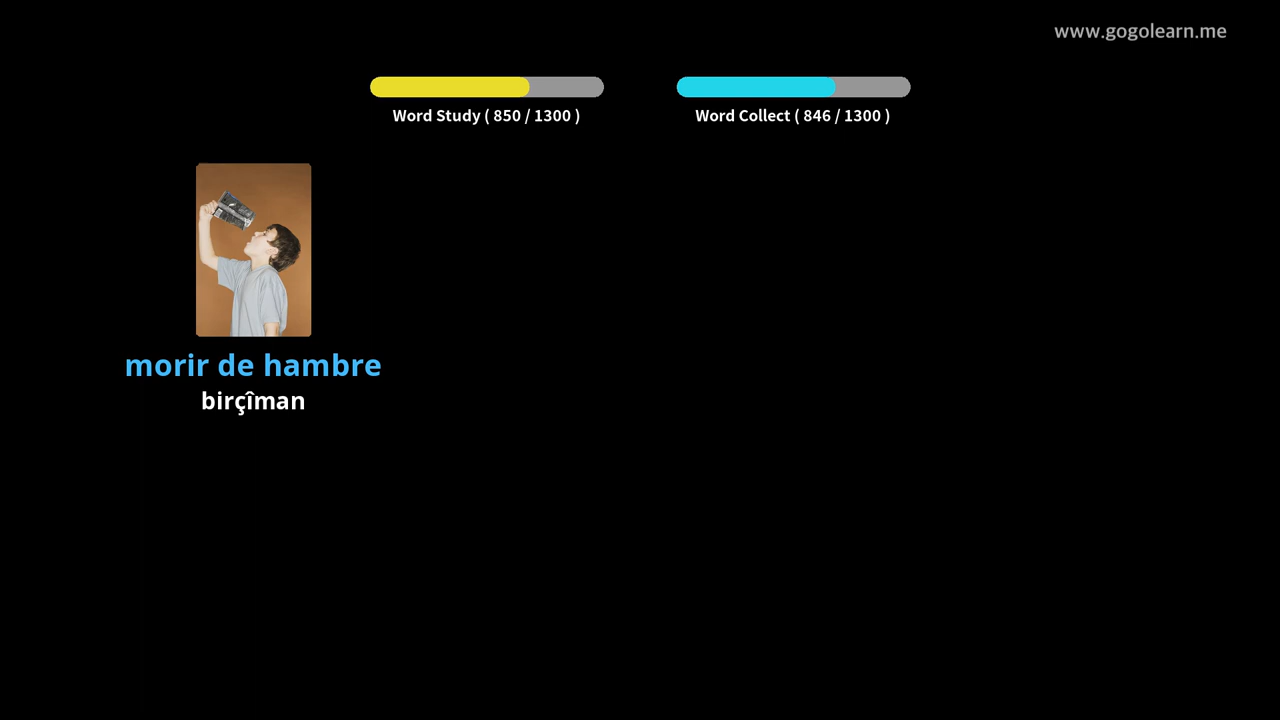 www.gogolearn.me
Word Study ( 850 / 1300 )
Word Collect ( 846 / 1300 )
morir de hambre
birçîman